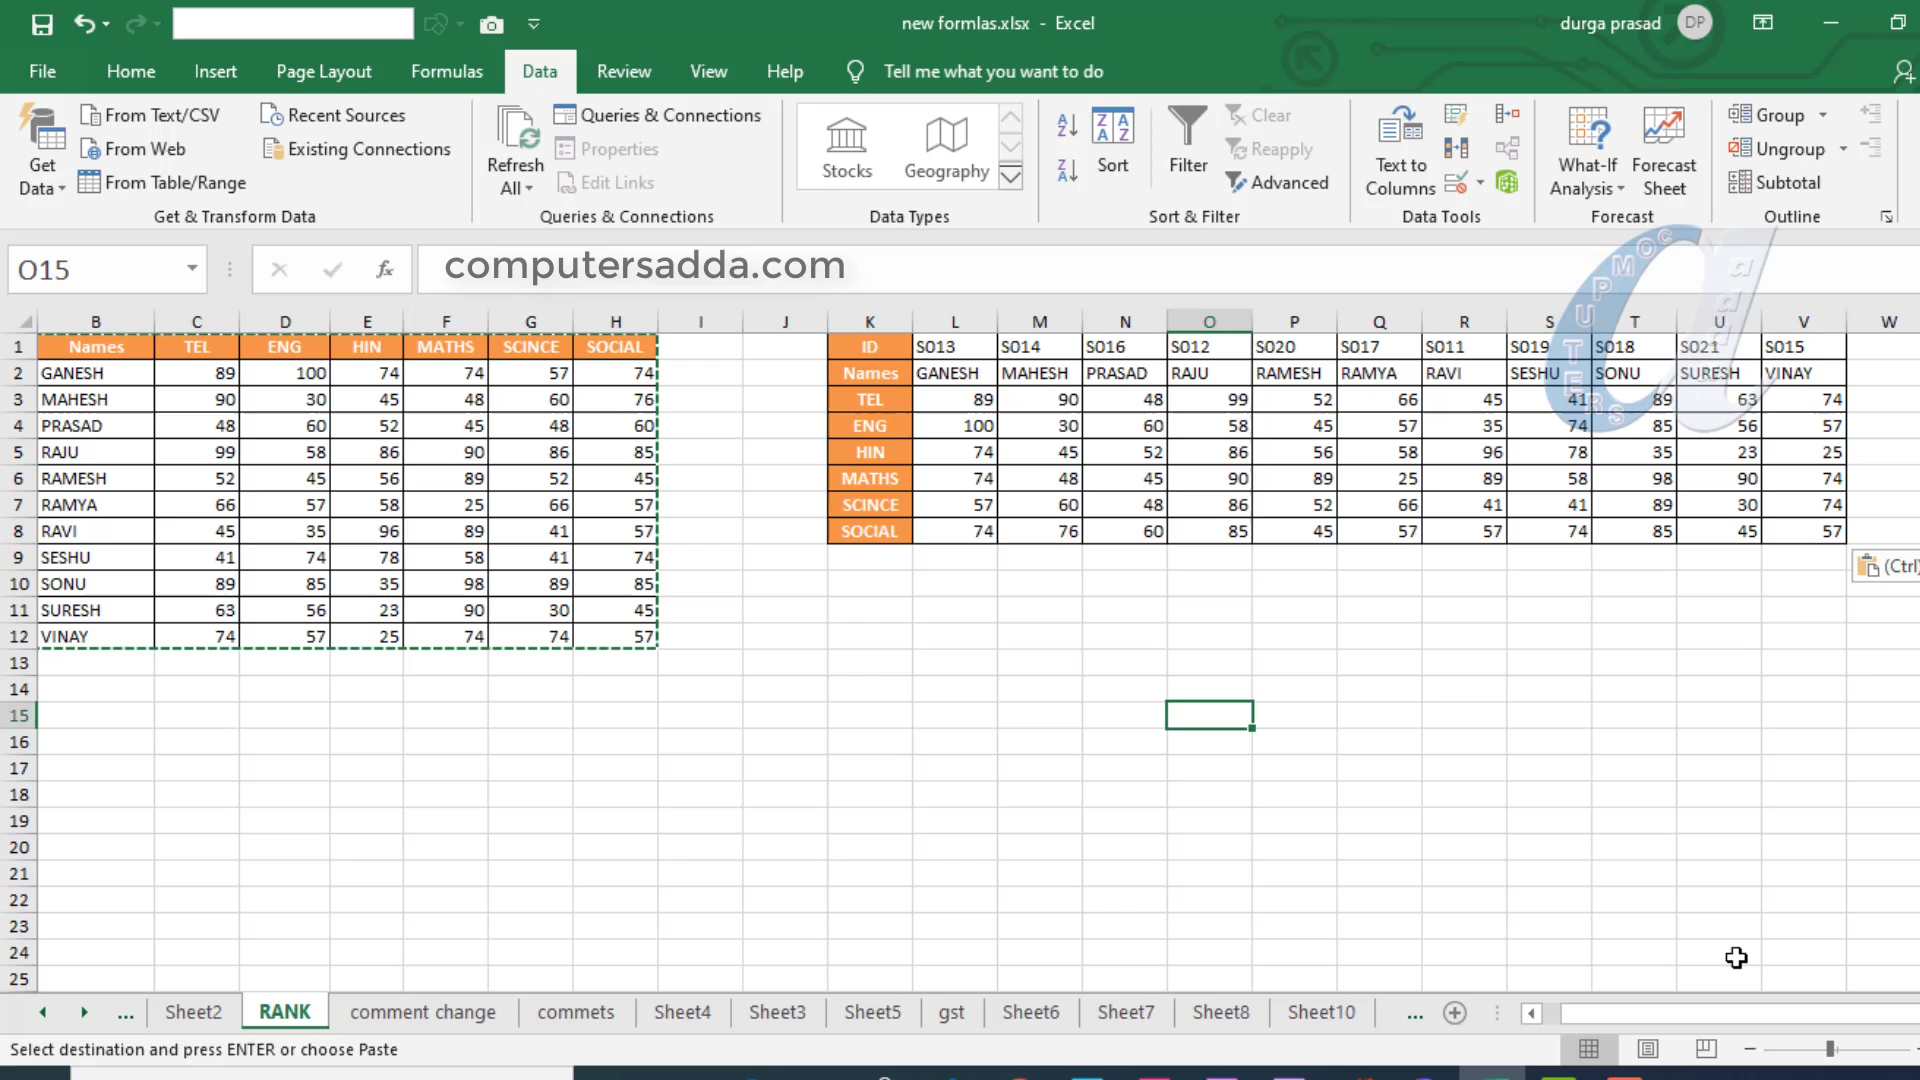 new formlas.xlsx - Excel
durga prasad DP
File Home Insert Page Layout Formulas Data Review View Help Tell me what you want to do
Get Data
From Text/CSV
From Web
From Table/Range
Recent Sources
Existing Connections
Get & Transform Data
Refresh All
Queries & Connections
Properties
Edit Links
Queries & Connections
Stocks
Geography
Data Types
Sort
Filter
Clear
Reapply
Advanced
Sort & Filter
Text to Columns
Data Tools
What-If Analysis
Forecast Sheet
Forecast
Group
Ungroup
Subtotal
Outline
O15 fx computersadda.com
COMPUTERS adda
B C D E F G H I J K L M N O P Q R S T U V W
1 Names TEL ENG HIN MATHS SCINCE SOCIAL ID S013 S014 S016 S012 S020 S017 S011 S019 S018 S021 S015
2 GANESH 89 100 74 74 57 74 Names GANESH MAHESH PRASAD RAJU RAMESH RAMYA RAVI SESHU SONU SURESH VINAY
3 MAHESH 90 30 45 48 60 76 TEL 89 90 48 99 52 66 45 41 89 63 74
4 PRASAD 48 60 52 45 48 60 ENG 100 30 60 58 45 57 35 74 85 56 57
5 RAJU 99 58 86 90 86 85 HIN 74 45 52 86 56 58 96 78 35 23 25
6 RAMESH 52 45 56 89 52 45 MATHS 74 48 45 90 89 25 89 58 98 90 74
7 RAMYA 66 57 58 25 66 57 SCINCE 57 60 48 86 52 66 41 41 89 30 74
8 RAVI 45 35 96 89 41 57 SOCIAL 74 76 60 85 45 57 57 74 85 45 57
9 SESHU 41 74 78 58 41 74
10 SONU 89 85 35 98 89 85
11 SURESH 63 56 23 90 30 45
12 VINAY 74 57 25 74 74 57
(Ctrl)
13
14
15
16
17
18
19
20
21
22
23
24
25
... Sheet2 RANK comment change commets Sheet4 Sheet3 Sheet5 gst Sheet6 Sheet7 Sheet8 Sheet10 ...
Select destination and press ENTER or choose Paste